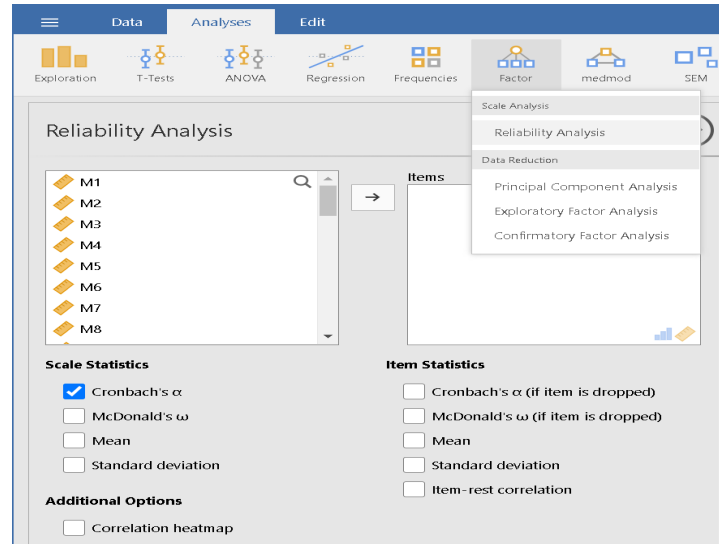 Data Analyses Edit
Exploration T-Tests ANOVA Regression Frequencies Factor medmod SEM
Scale Analysis
Reliability Analysis
Data Reduction
Principal Component Analysis
Exploratory Factor Analysis
Confirmatory Factor Analysis
Reliability Analysis
M1
M2
M3
M4
M5
M6
M7
M8
Items
Scale Statistics
Cronbach's α
McDonald's ω
Mean
Standard deviation
Additional Options
Correlation heatmap
Item Statistics
Cronbach's α (if item is dropped)
McDonald's ω (if item is dropped)
Mean
Standard deviation
Item-rest correlation